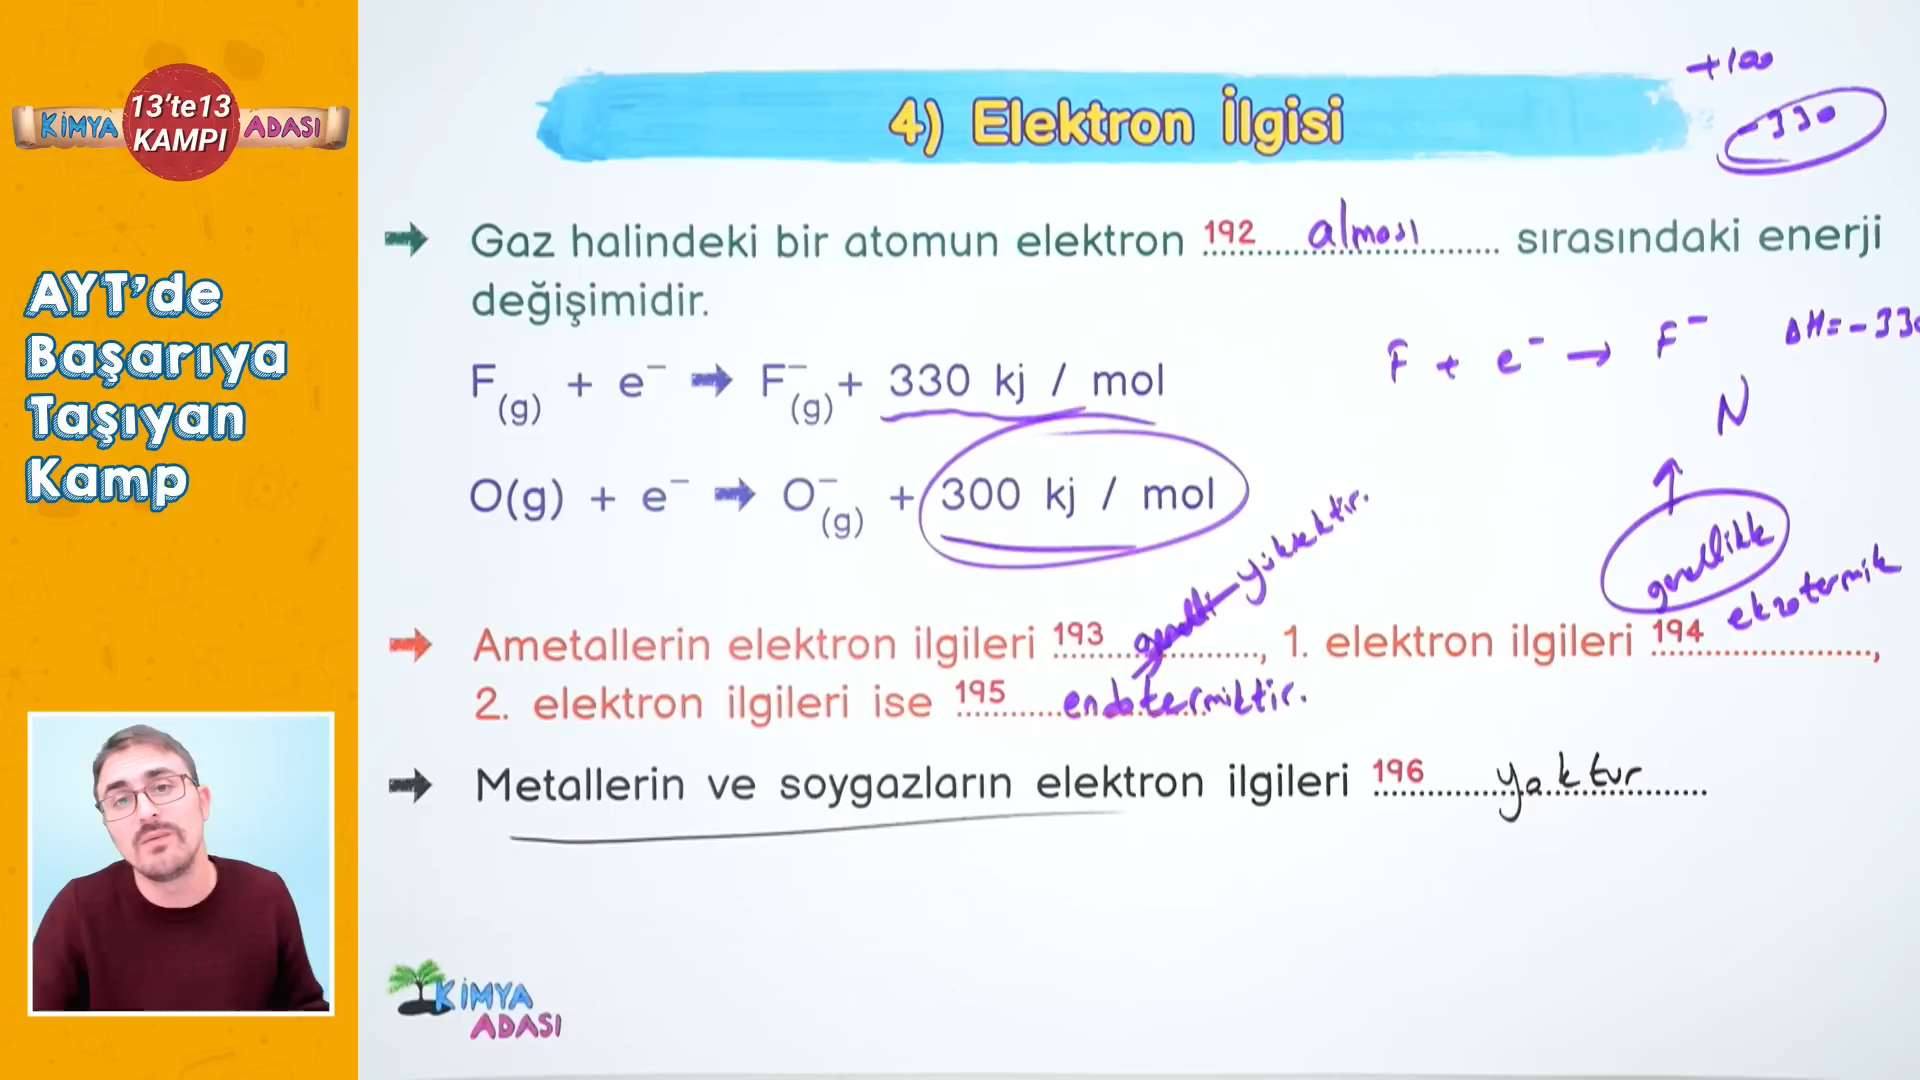 KİMYA 13'te13 KAMPI ADASI
AYT'de
Başarıya
Taşıyan
Kamp
4) Elektron İlgisi
+100
-330
Gaz halindeki bir atomun elektron 192 alması sırasındaki enerji
değişimidir.
F + e⁻ → F⁻ ΔH=-330
F(g) + e⁻ ➡ F⁻(g) + 330 kj / mol
N
O(g) + e⁻ ➡ O⁻(g) + 300 kj / mol
genellikle
ekzotermik
yüksektir.
Ametallerin elektron ilgileri 193 genelde, 1. elektron ilgileri 194,
2. elektron ilgileri ise 195 endotermiktir.
Metallerin ve soygazların elektron ilgileri 196 yoktur
KİMYA
ADASI